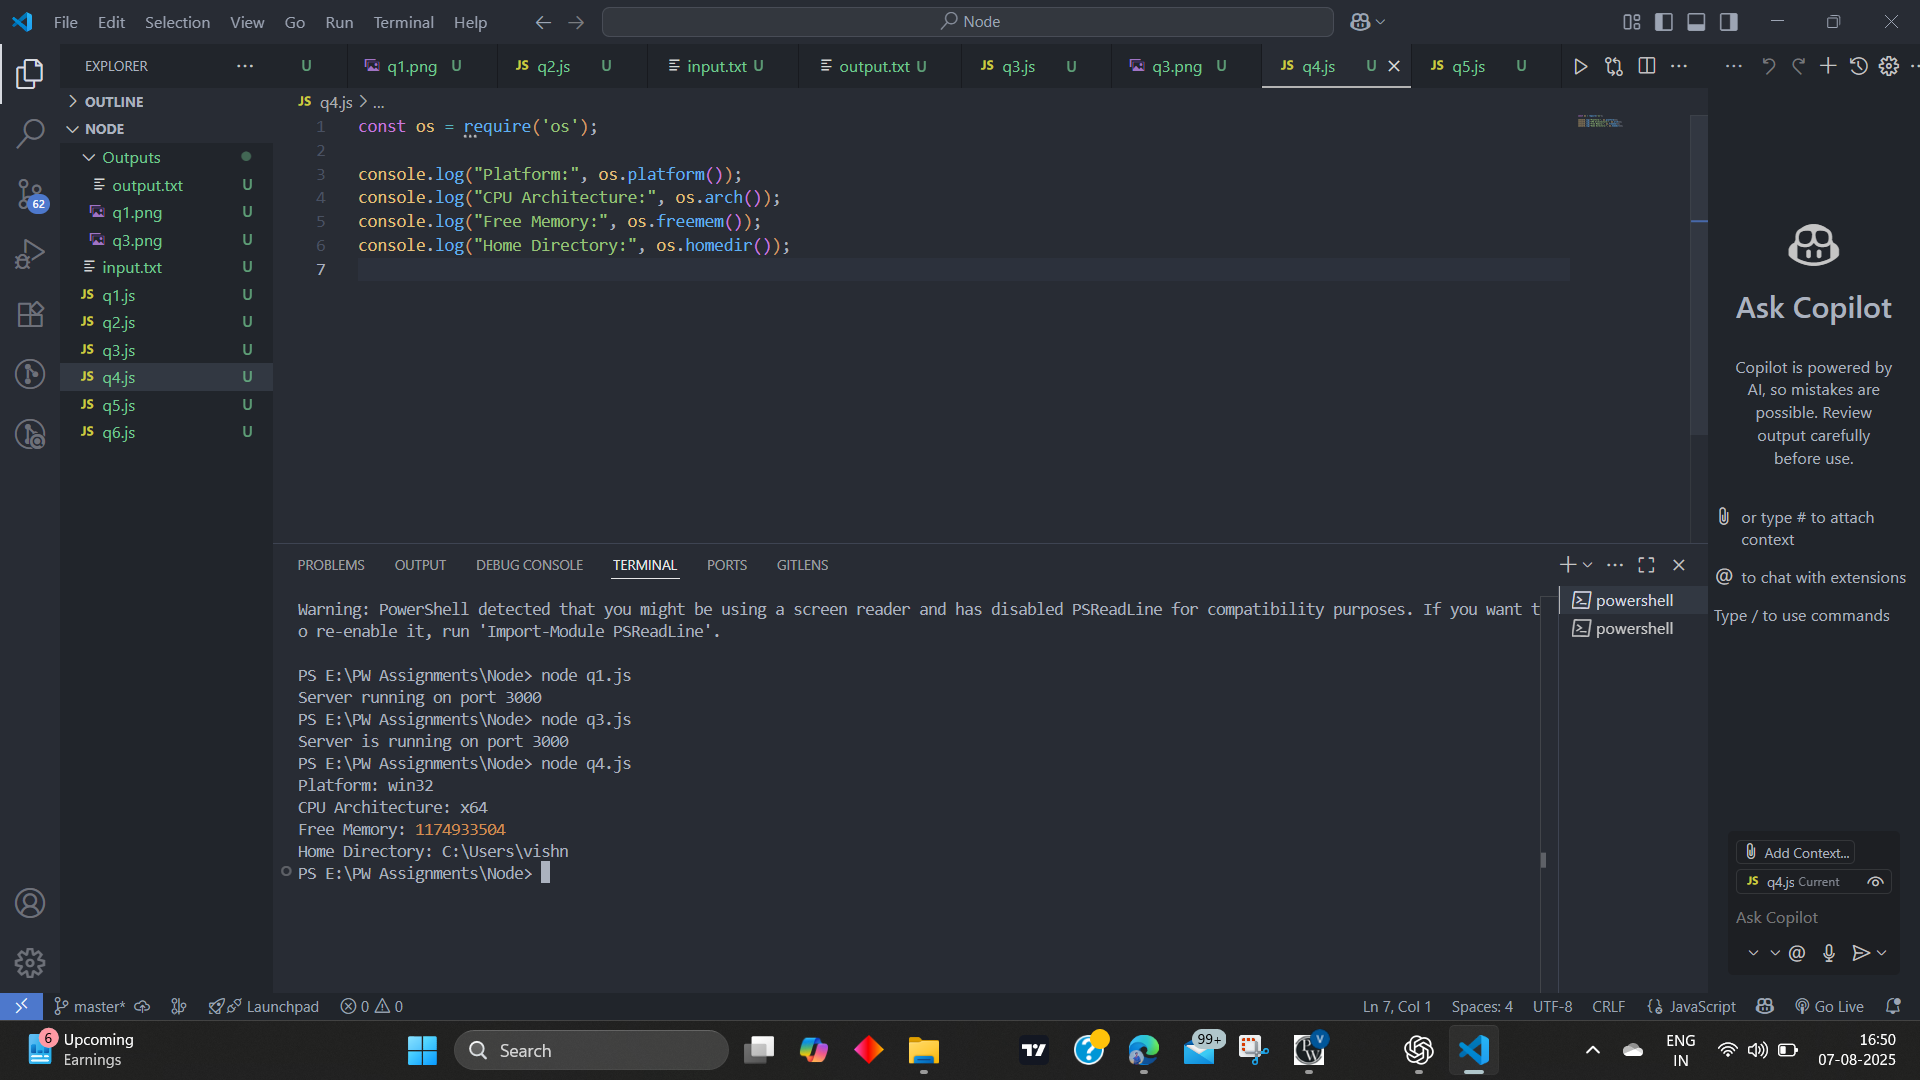 File Edit Selection View Go Run Terminal Help
Node
EXPLORER
U
q1.png U
JS q2.js U
input.txt U
output.txt U
JS q3.js U
q3.png U
JS q4.js U
JS q5.js U
OUTLINE
NODE
Outputs
output.txt U
q1.png U
q3.png U
input.txt U
JS q1.js U
JS q2.js U
JS q3.js U
JS q4.js U
JS q5.js U
JS q6.js U
62
JS q4.js > ...
1 const os = require('os');
2
3 console.log("Platform:", os.platform());
4 console.log("CPU Architecture:", os.arch());
5 console.log("Free Memory:", os.freemem());
6 console.log("Home Directory:", os.homedir());
7
PROBLEMS OUTPUT DEBUG CONSOLE TERMINAL PORTS GITLENS
Warning: PowerShell detected that you might be using a screen reader and has disabled PSReadLine for compatibility purposes. If you want t
o re-enable it, run 'Import-Module PSReadLine'.
PS E:\PW Assignments\Node> node q1.js
Server running on port 3000
PS E:\PW Assignments\Node> node q3.js
Server is running on port 3000
PS E:\PW Assignments\Node> node q4.js
Platform: win32
CPU Architecture: x64
Free Memory: 1174933504
Home Directory: C:\Users\vishn
PS E:\PW Assignments\Node>
powershell
powershell
Ask Copilot
Copilot is powered by
AI, so mistakes are
possible. Review
output carefully
before use.
or type # to attach
context
@ to chat with extensions
Type / to use commands
Add Context...
JS q4.js Current
Ask Copilot
@
master* Launchpad 0 0
Ln 7, Col 1 Spaces: 4 UTF-8 CRLF {} JavaScript Go Live
6
Upcoming
Earnings
Search
99+
V
ENG
IN
16:50
07-08-2025